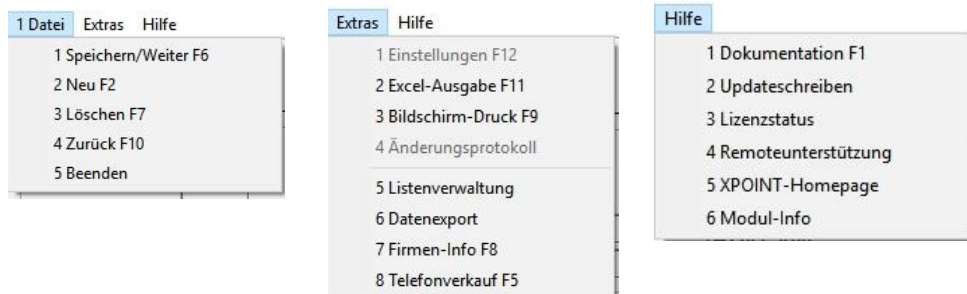 1 Datei Extras Hilfe
1 Speichern/Weiter F6
2 Neu F2
3 Löschen F7
4 Zurück F10
5 Beenden
Extras Hilfe
1 Einstellungen F12
2 Excel-Ausgabe F11
3 Bildschirm-Druck F9
4 Änderungsprotokoll
5 Listenverwaltung
6 Datenexport
7 Firmen-Info F8
8 Telefonverkauf F5
Hilfe
1 Dokumentation F1
2 Updateschreiben
3 Lizenzstatus
4 Remoteunterstützung
5 XPOINT-Homepage
6 Modul-Info